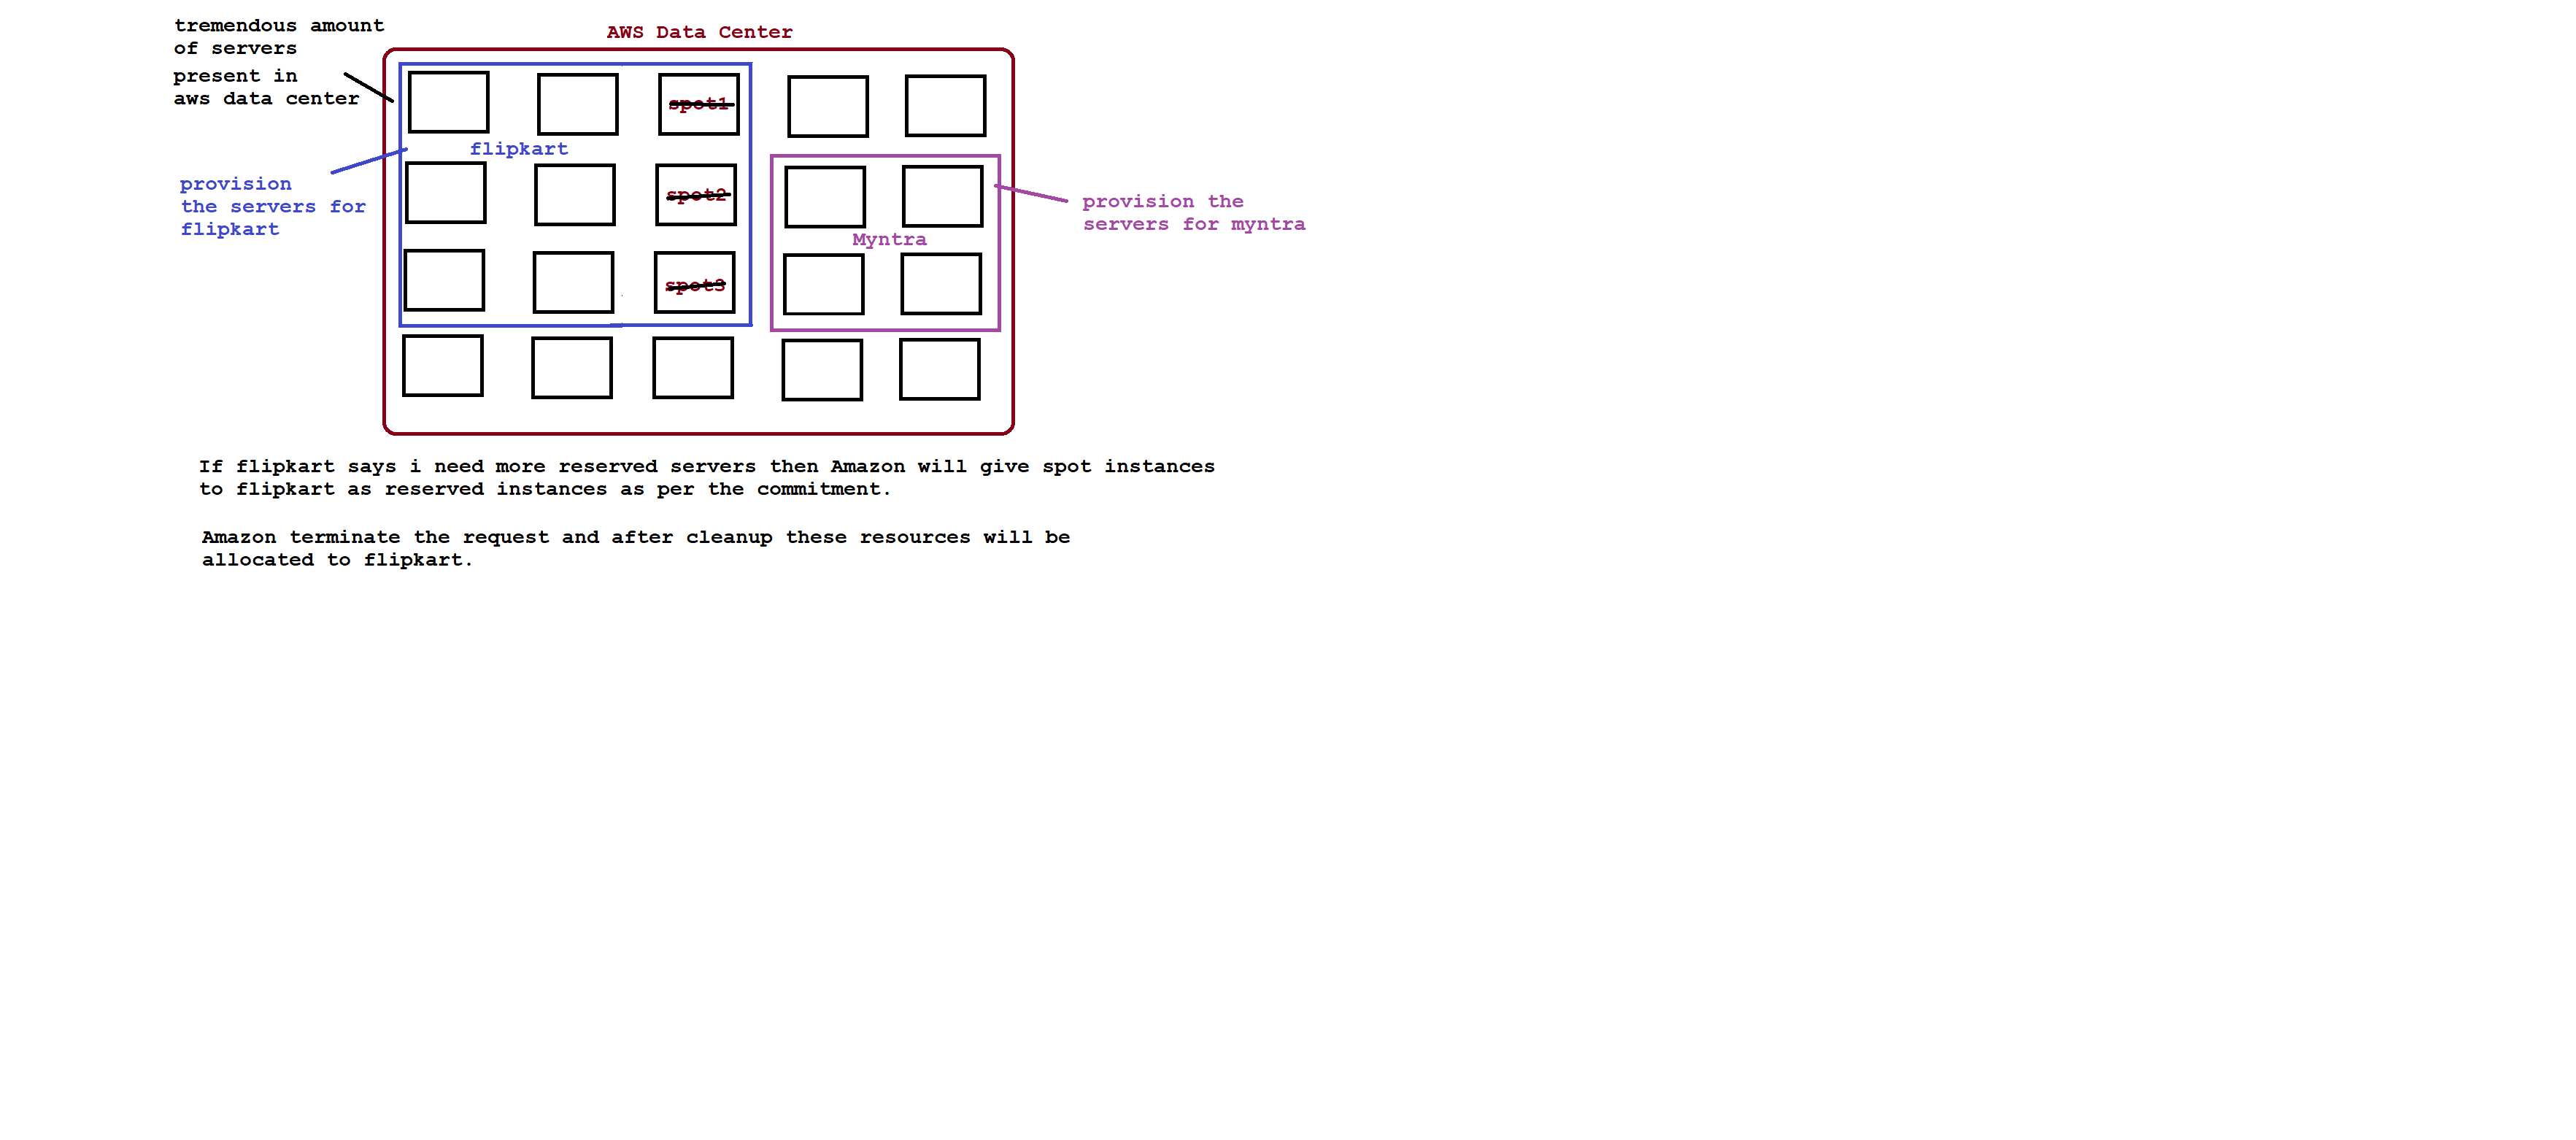 tremendous amount
of servers
present in
aws data center
AWS Data Center
spot1
flipkart
spot2
provision
the servers for
flipkart
provision the
servers for myntra
Myntra
spot3
If flipkart says i need more reserved servers then Amazon will give spot instances
to flipkart as reserved instances as per the commitment.
Amazon terminate the request and after cleanup these resources will be
allocated to flipkart.